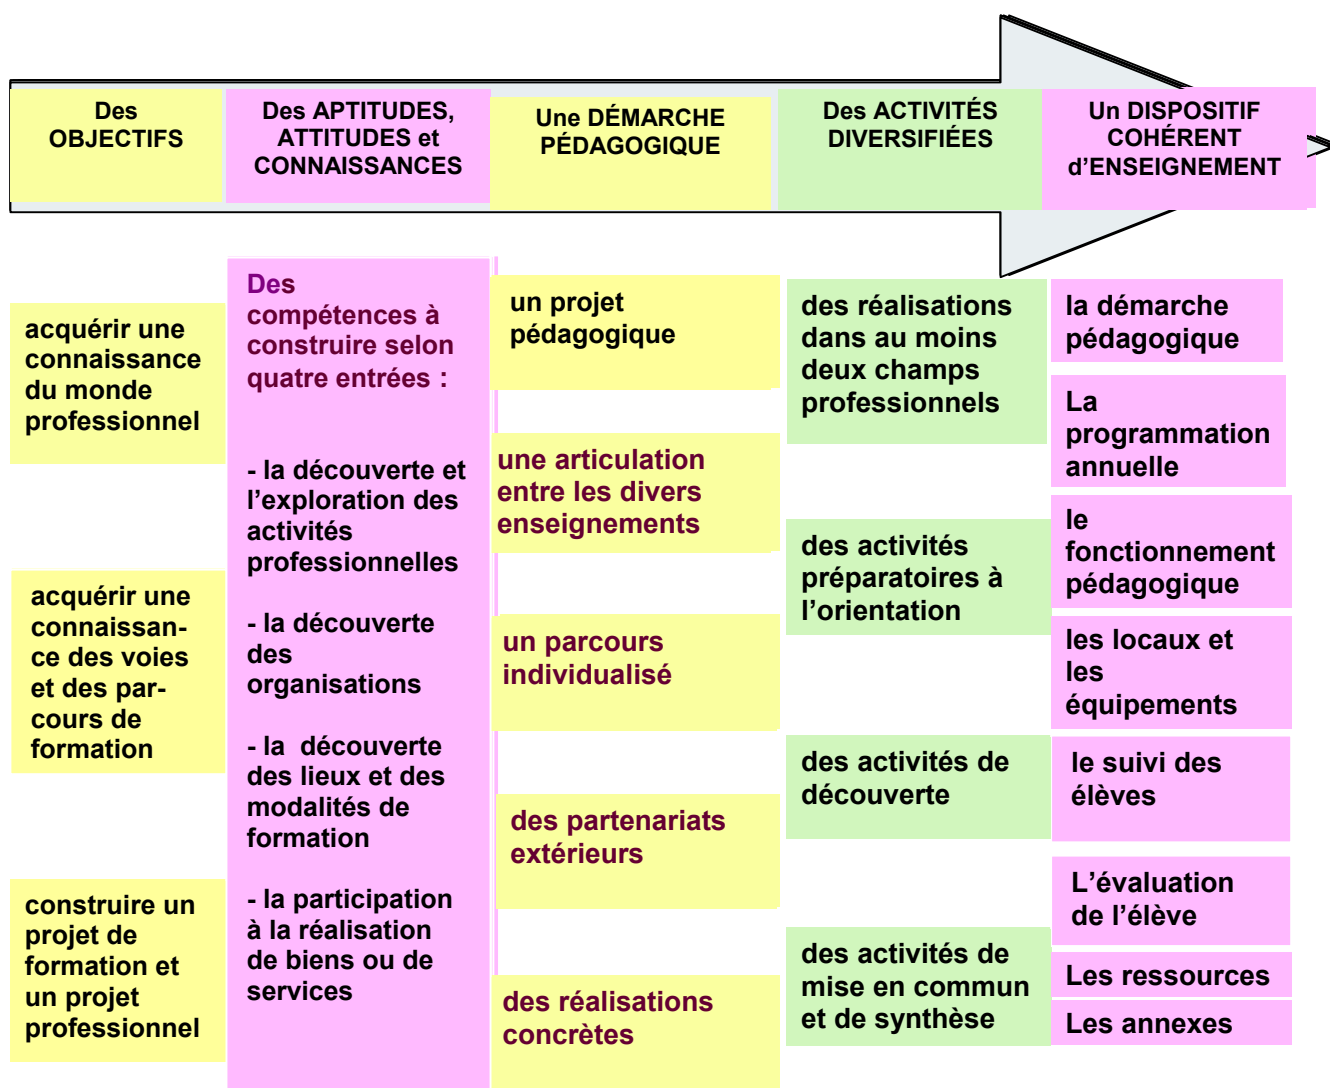 Des
OBJECTIFS
Des APTITUDES,
ATTITUDES et
CONNAISSANCES
Une DÉMARCHE
PÉDAGOGIQUE
Des ACTIVITÉS
DIVERSIFIÉES
Un DISPOSITIF
COHÉRENT
d’ENSEIGNEMENT
acquérir une
connaissance
du monde
professionnel
acquérir une
connaissan-
ce des voies
et des par-
cours de
formation
construire un
projet de
formation et
un projet
professionnel
Des
compétences à
construire selon
quatre entrées :
- la découverte et
l’exploration des
activités
professionnelles
- la découverte
des
organisations
- la  découverte
des lieux et des
modalités de
formation
- la participation
à la réalisation
de biens ou de
services
un projet
pédagogique
une articulation
entre les divers
enseignements
un parcours
individualisé
des partenariats
extérieurs
des réalisations
concrètes
des réalisations
dans au moins
deux champs
professionnels
des activités
préparatoires à
l’orientation
des activités de
découverte
des activités de
mise en commun
et de synthèse
la démarche
pédagogique
La
programmation
annuelle
le
fonctionnement
pédagogique
les locaux et
les
équipements
le suivi des
élèves
L’évaluation
de l’élève
Les ressources
Les annexes